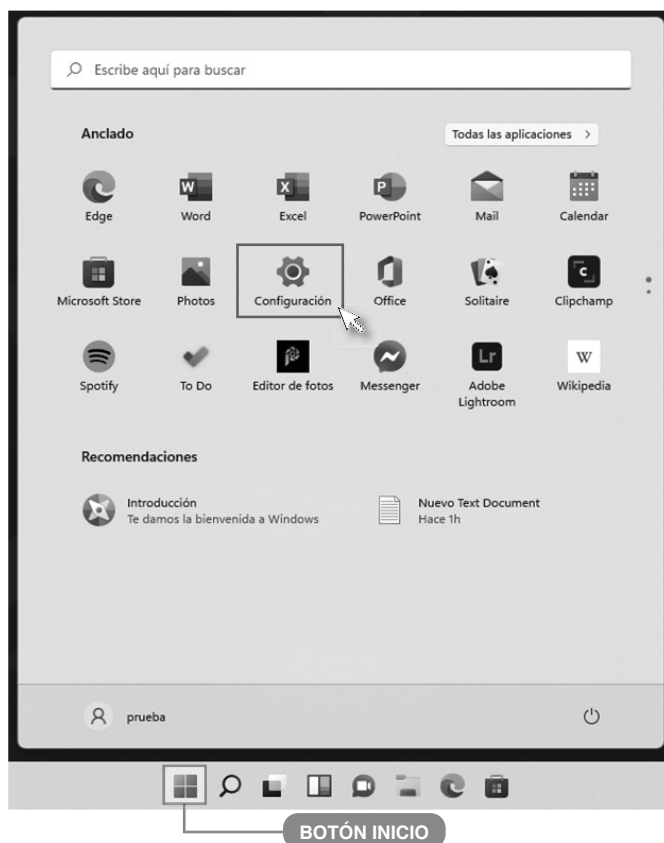 Escribe aquí para buscar
Anclado
Todas las aplicaciones >
Edge
Word
Excel
PowerPoint
Mail
Calendar
Microsoft Store
Photos
Configuración
Office
Solitaire
Clipchamp
Spotify
To Do
Editor de fotos
Messenger
Adobe
Lightroom
Wikipedia
Recomendaciones
Introducción
Te damos la bienvenida a Windows
Nuevo Text Document
Hace 1h
prueba
BOTÓN INICIO